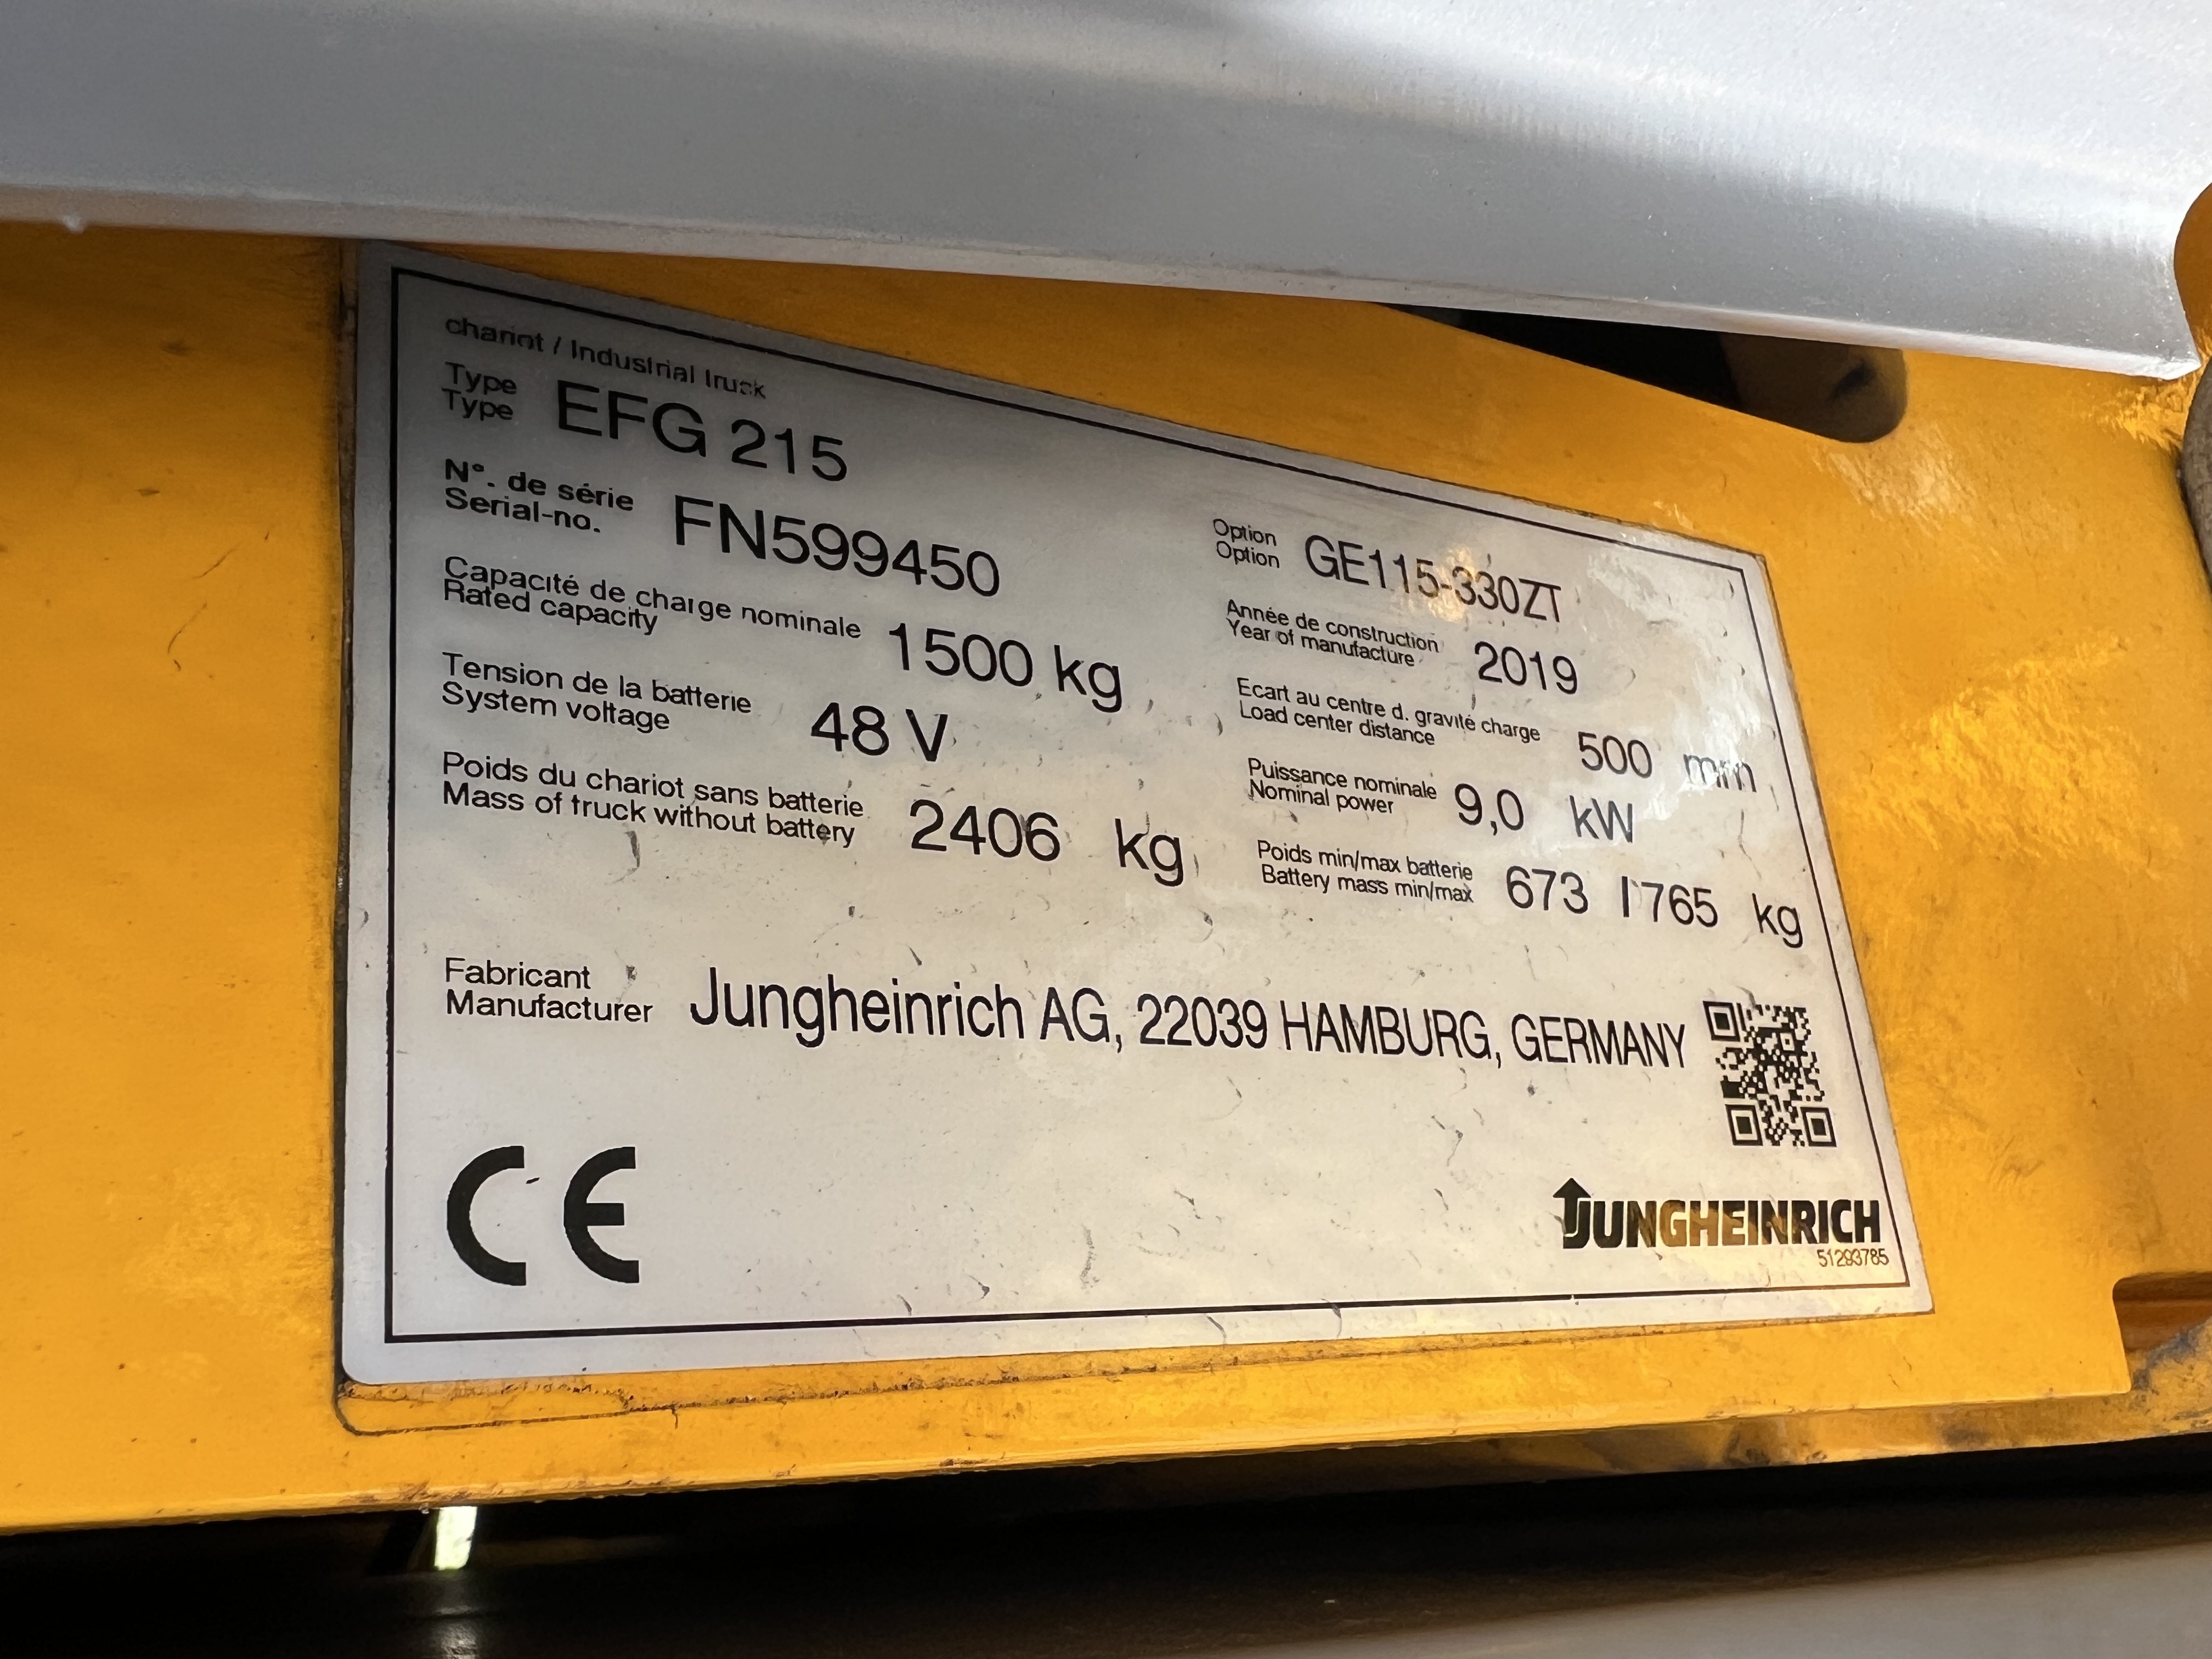 chariot / Industrial truck
Type
Type
EFG 215
N°. de série
Serial-no.
FN599450
Option
Option
GE115-330ZT
Capacité de charge nominale
Rated capacity
1500 kg
Année de construction
Year of manufacture
2019
Tension de la batterie
System voltage
48 V
Ecart au centre d. gravité charge
Load center distance
500 mm
Poids du chariot sans batterie
Mass of truck without battery
2406 kg
Puissance nominale
Nominal power
9,0 kW
Poids min/max batterie
Battery mass min/max
673 / 765 kg
Fabricant
Manufacturer
Jungheinrich AG, 22039 HAMBURG, GERMANY
CE
JUNGHEINRICH
51293785